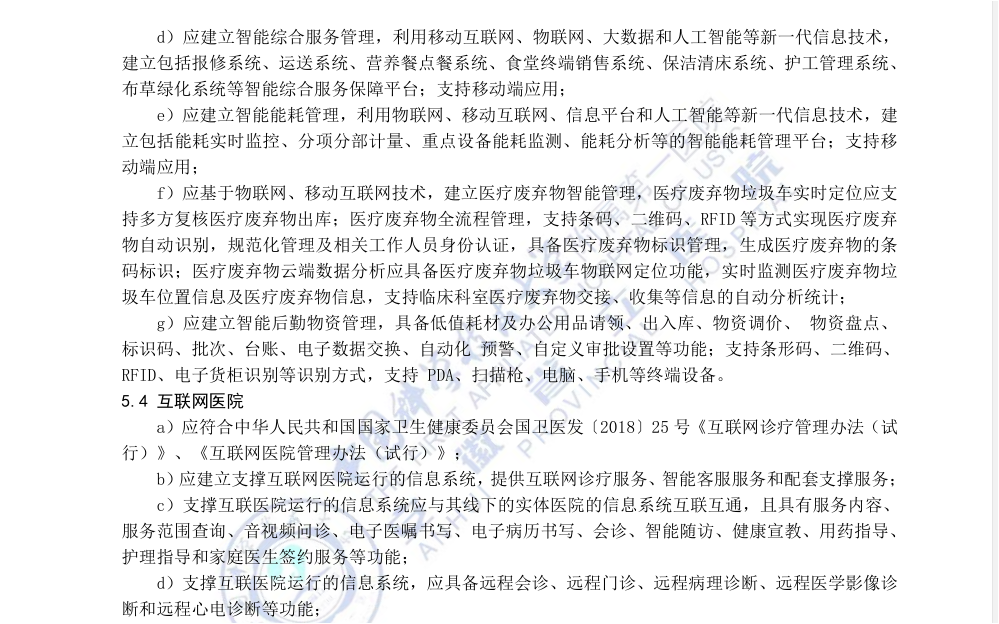 d）应建立智能综合服务管理，利用移动互联网、物联网、大数据和人工智能等新一代信息技术，
建立包括报修系统、运送系统、营养餐点餐系统、食堂终端销售系统、保洁清床系统、护工管理系统、
布草绿化系统等智能综合服务保障平台；支持移动端应用；
e）应建立智能能耗管理，利用物联网、移动互联网、信息平台和人工智能等新一代信息技术，建
立包括能耗实时监控、分项分部计量、重点设备能耗监测、能耗分析等的智能能耗管理平台；支持移
动端应用；
f）应基于物联网、移动互联网技术，建立医疗废弃物智能管理，医疗废弃物垃圾车实时定位应支
持多方复核医疗废弃物出库；医疗废弃物全流程管理，支持条码、二维码、RFID 等方式实现医疗废弃
物自动识别，规范化管理及相关工作人员身份认证，具备医疗废弃物标识管理，生成医疗废弃物的条
码标识；医疗废弃物云端数据分析应具备医疗废弃物垃圾车物联网定位功能，实时监测医疗废弃物垃
圾车位置信息及医疗废弃物信息，支持临床科室医疗废弃物交接、收集等信息的自动分析统计；
g）应建立智能后勤物资管理，具备低值耗材及办公用品请领、出入库、物资调价、 物资盘点、
标识码、批次、台账、电子数据交换、自动化 预警、自定义审批设置等功能；支持条形码、二维码、
RFID、电子货柜识别等识别方式，支持 PDA、扫描枪、电脑、手机等终端设备。
5.4 互联网医院
a）应符合中华人民共和国国家卫生健康委员会国卫医发〔2018〕25 号《互联网诊疗管理办法（试
行）》、《互联网医院管理办法（试行）》；
b）应建立支撑互联网医院运行的信息系统，提供互联网诊疗服务、智能客服服务和配套支撑服务；
c）支撑互联医院运行的信息系统应与其线下的实体医院的信息系统互联互通，且具有服务内容、
服务范围查询、音视频问诊、电子医嘱书写、电子病历书写、会诊、智能随访、健康宣教、用药指导、
护理指导和家庭医生签约服务等功能；
d）支撑互联医院运行的信息系统，应具备远程会诊、远程门诊、远程病理诊断、远程医学影像诊
断和远程心电诊断等功能；